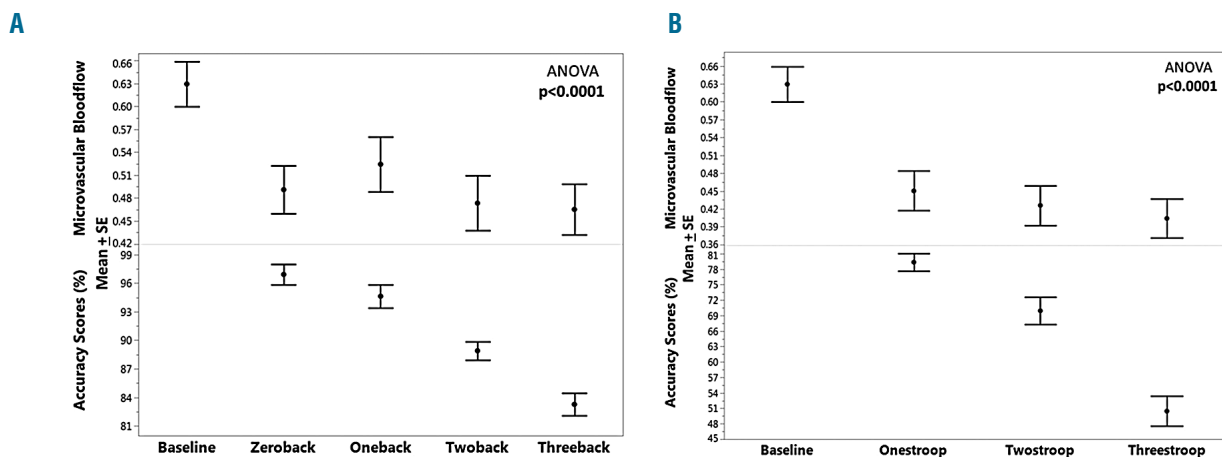 A
Microvascular Bloodflow
Mean ± SE
Accuracy Scores (%)
0.66
0.63
0.60
0.57
0.54
0.51
0.48
0.45
0.42
99
96
93
90
87
84
81
ANOVA
p<0.0001
Baseline Zeroback Oneback Twoback Threeback
B
Microvascular Bloodflow
Mean ± SE
Accuracy Scores (%)
0.66
0.63
0.60
0.57
0.54
0.51
0.48
0.45
0.42
0.39
0.36
81
78
75
72
69
66
63
60
57
54
51
48
45
ANOVA
p<0.0001
Baseline Onestroop Twostroop Threestroop